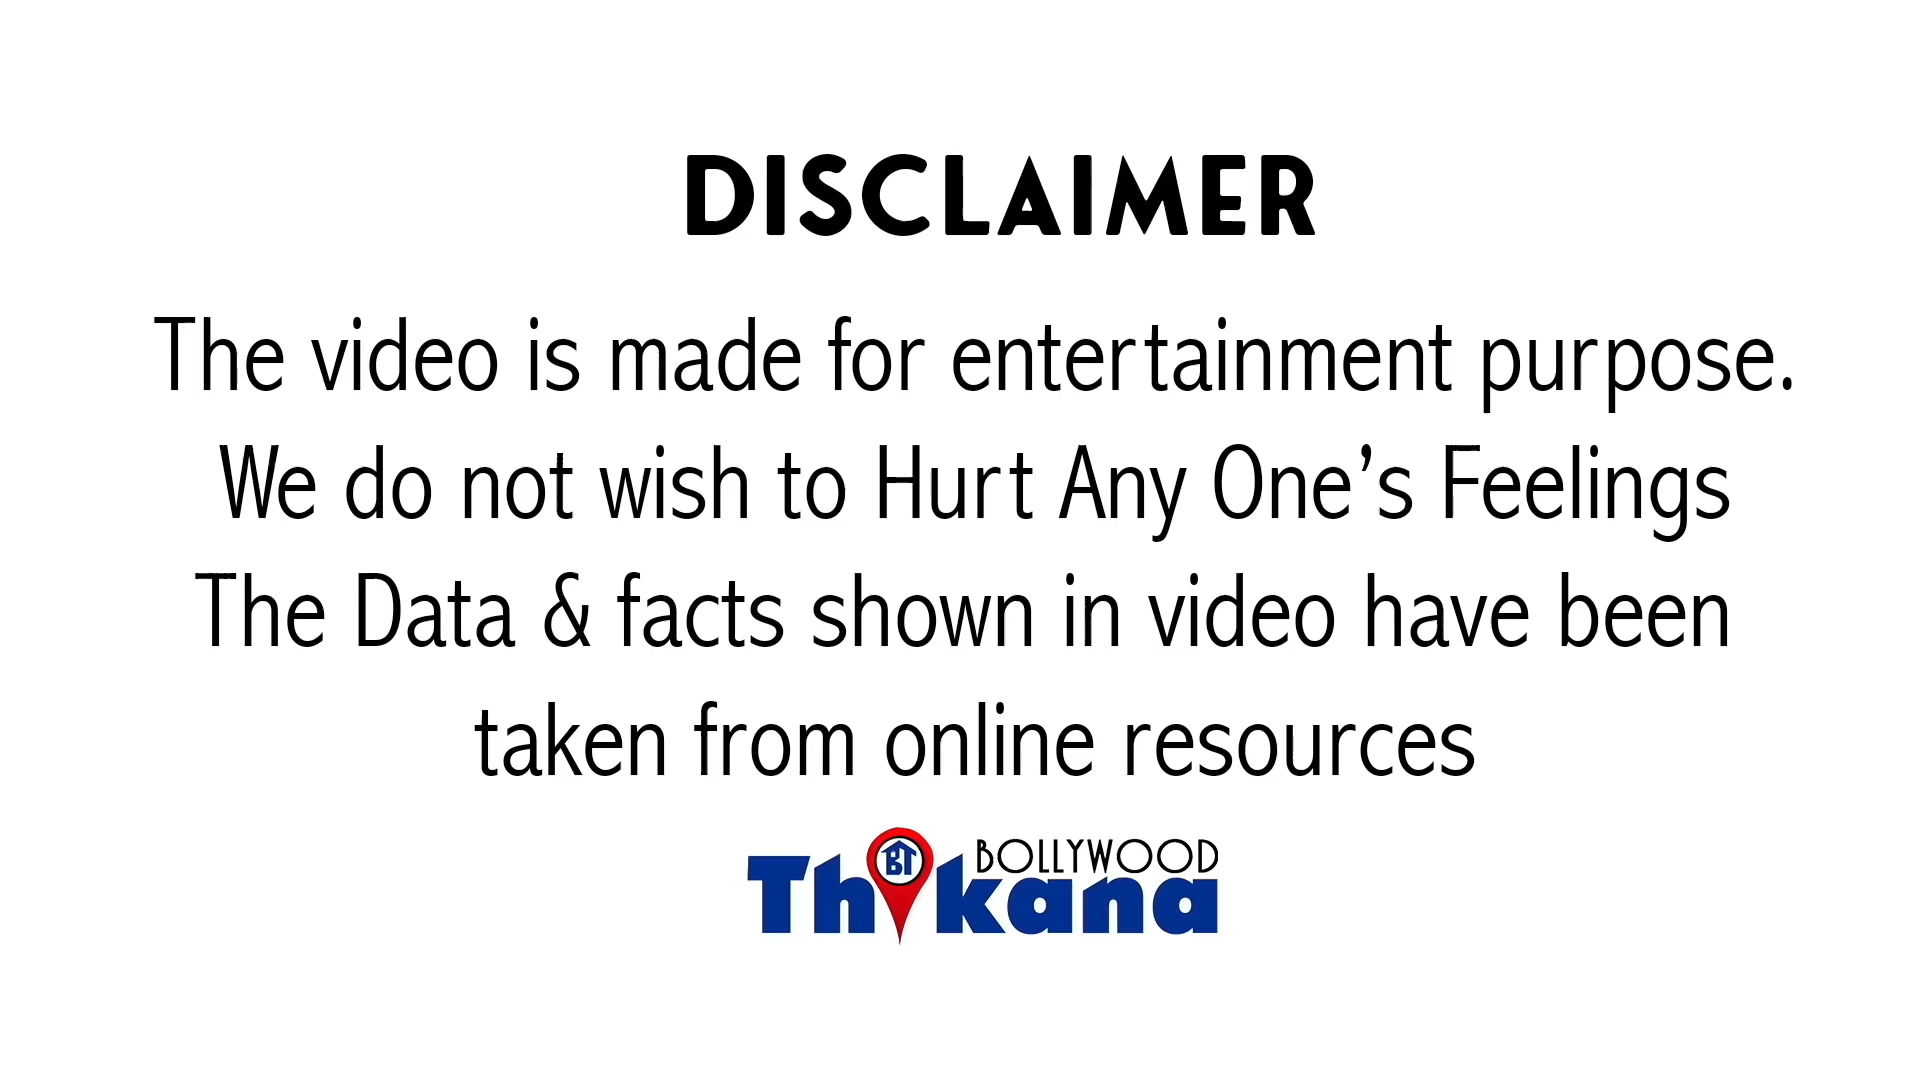 DISCLAIMER
The video is made for entertainment purpose.
We do not wish to Hurt Any One’s Feelings
The Data & facts shown in video have been
taken from online resources
BOLLYWOOD
BT
Thikana